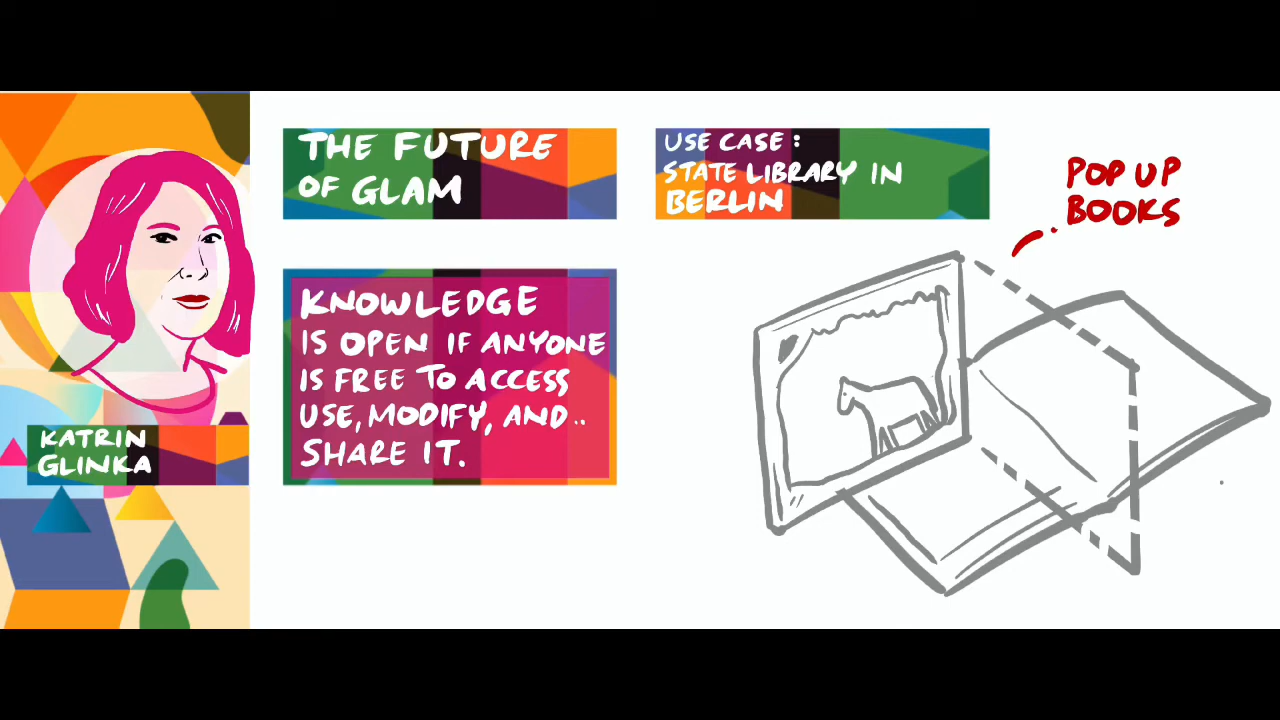 THE FUTURE
OF GLAM
KNOWLEDGE
IS OPEN IF ANYONE
IS FREE TO ACCESS
USE, MODIFY, AND..
SHARE IT.
USE CASE:
STATE LIBRARY IN
BERLIN
POP UP
BOOKS
KATRIN
GLINKA